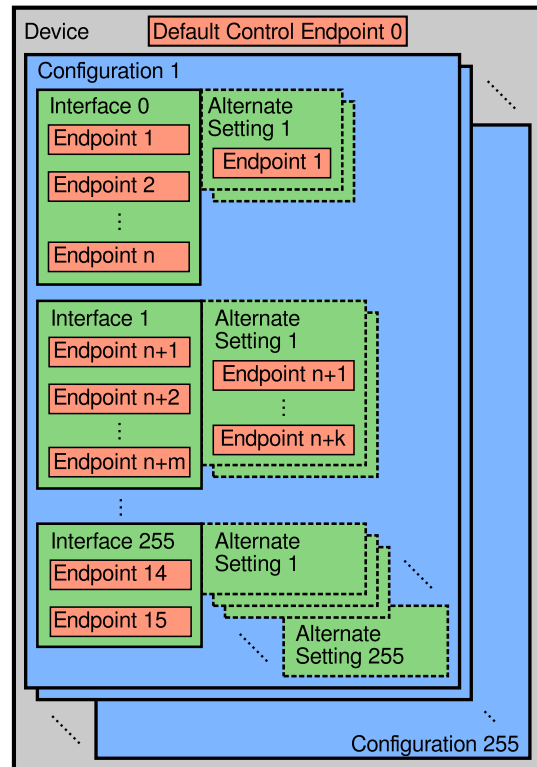 Device
Default Control Endpoint 0
Configuration 1
Interface 0
Endpoint 1
Endpoint 2
⋮
Endpoint n
Alternate
Setting 1
Endpoint 1
Interface 1
Endpoint n+1
Endpoint n+2
⋮
Endpoint n+m
Alternate
Setting 1
Endpoint n+1
⋮
Endpoint n+k
⋮
Interface 255
Endpoint 14
Endpoint 15
Alternate
Setting 1
Alternate
Setting 255
Configuration 255